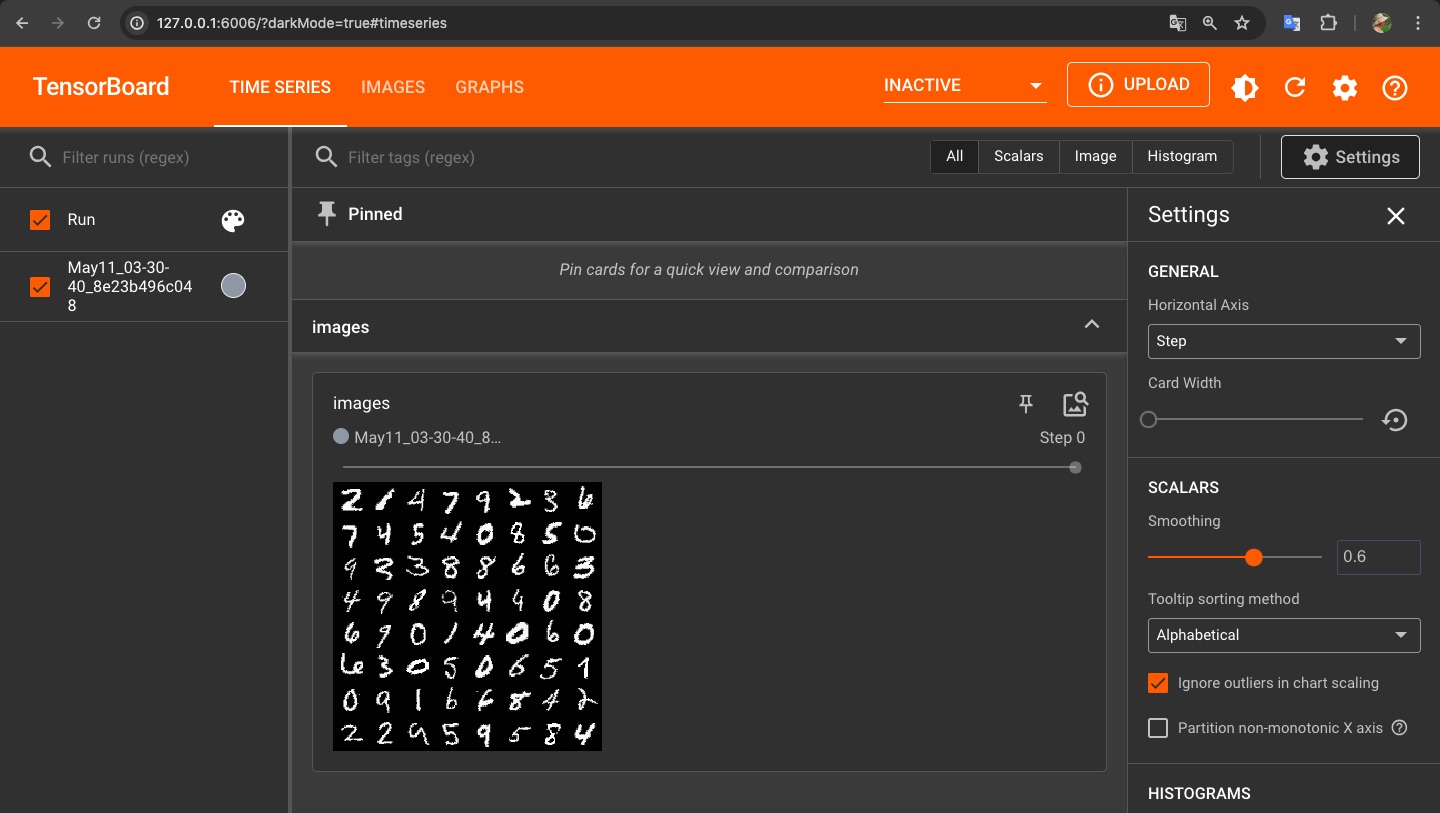 127.0.0.1:6006/?darkMode=true#timeseries
TensorBoard
TIME SERIES
IMAGES
GRAPHS
INACTIVE
UPLOAD
Filter runs (regex)
Filter tags (regex)
All
Scalars
Image
Histogram
Settings
Run
May11_03-30-
40_8e23b496c04
8
Pinned
Pin cards for a quick view and comparison
images
images
May11_03-30-40_8...
Step 0
2 1 4 7 9 2 3 6
7 4 5 4 0 8 5 0
9 2 3 8 8 6 6 3
4 9 8 9 4 4 0 8
6 9 0 1 4 0 6 0
6 3 0 5 0 6 5 1
0 9 1 6 8 4 2
2 2 9 5 9 5 8 4
Settings
GENERAL
Horizontal Axis
Step
Card Width
SCALARS
Smoothing
0.6
Tooltip sorting method
Alphabetical
Ignore outliers in chart scaling
Partition non-monotonic X axis
HISTOGRAMS